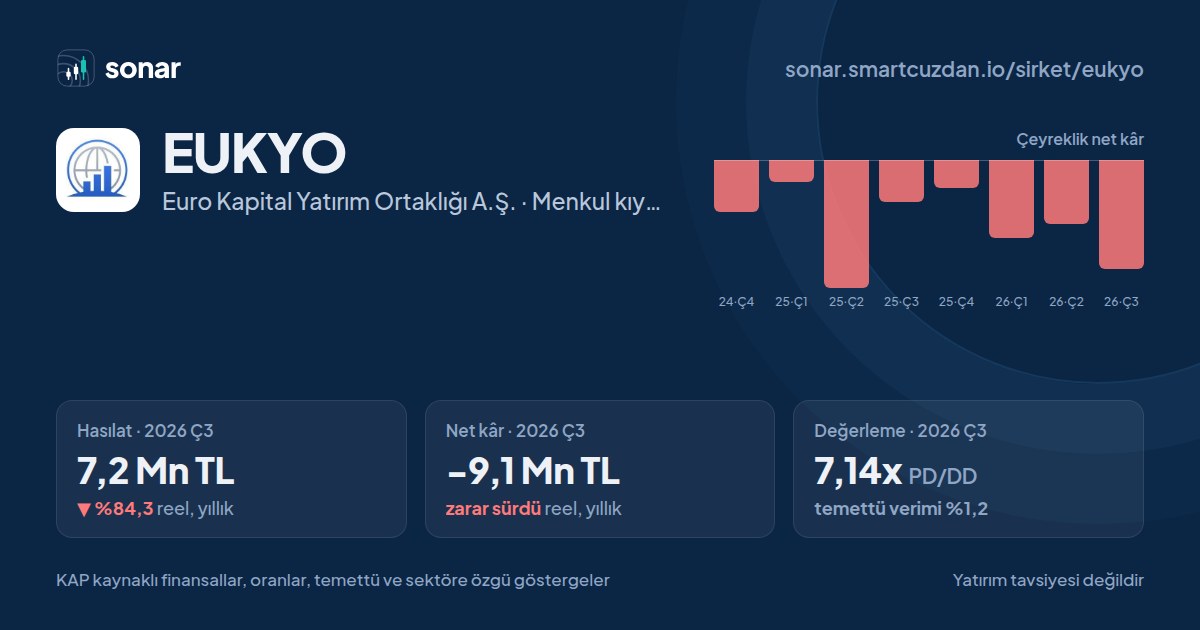 sonar
sonar.smartcuzdan.io/sirket/eukyo
EUKYO
Euro Kapital Yatırım Ortaklığı A.Ş. · Menkul kıy...
Çeyreklik net kâr
24·Ç4 25·Ç1 25·Ç2 25·Ç3 25·Ç4 26·Ç1 26·Ç2 26·Ç3
Hasılat · 2026 Ç3
7,2 Mn TL
▼ %84,3 reel, yıllık
Net kâr · 2026 Ç3
−9,1 Mn TL
zarar sürdü reel, yıllık
Değerleme · 2026 Ç3
7,14x PD/DD
temettü verimi %1,2
KAP kaynaklı finansallar, oranlar, temettü ve sektöre özgü göstergeler
Yatırım tavsiyesi değildir